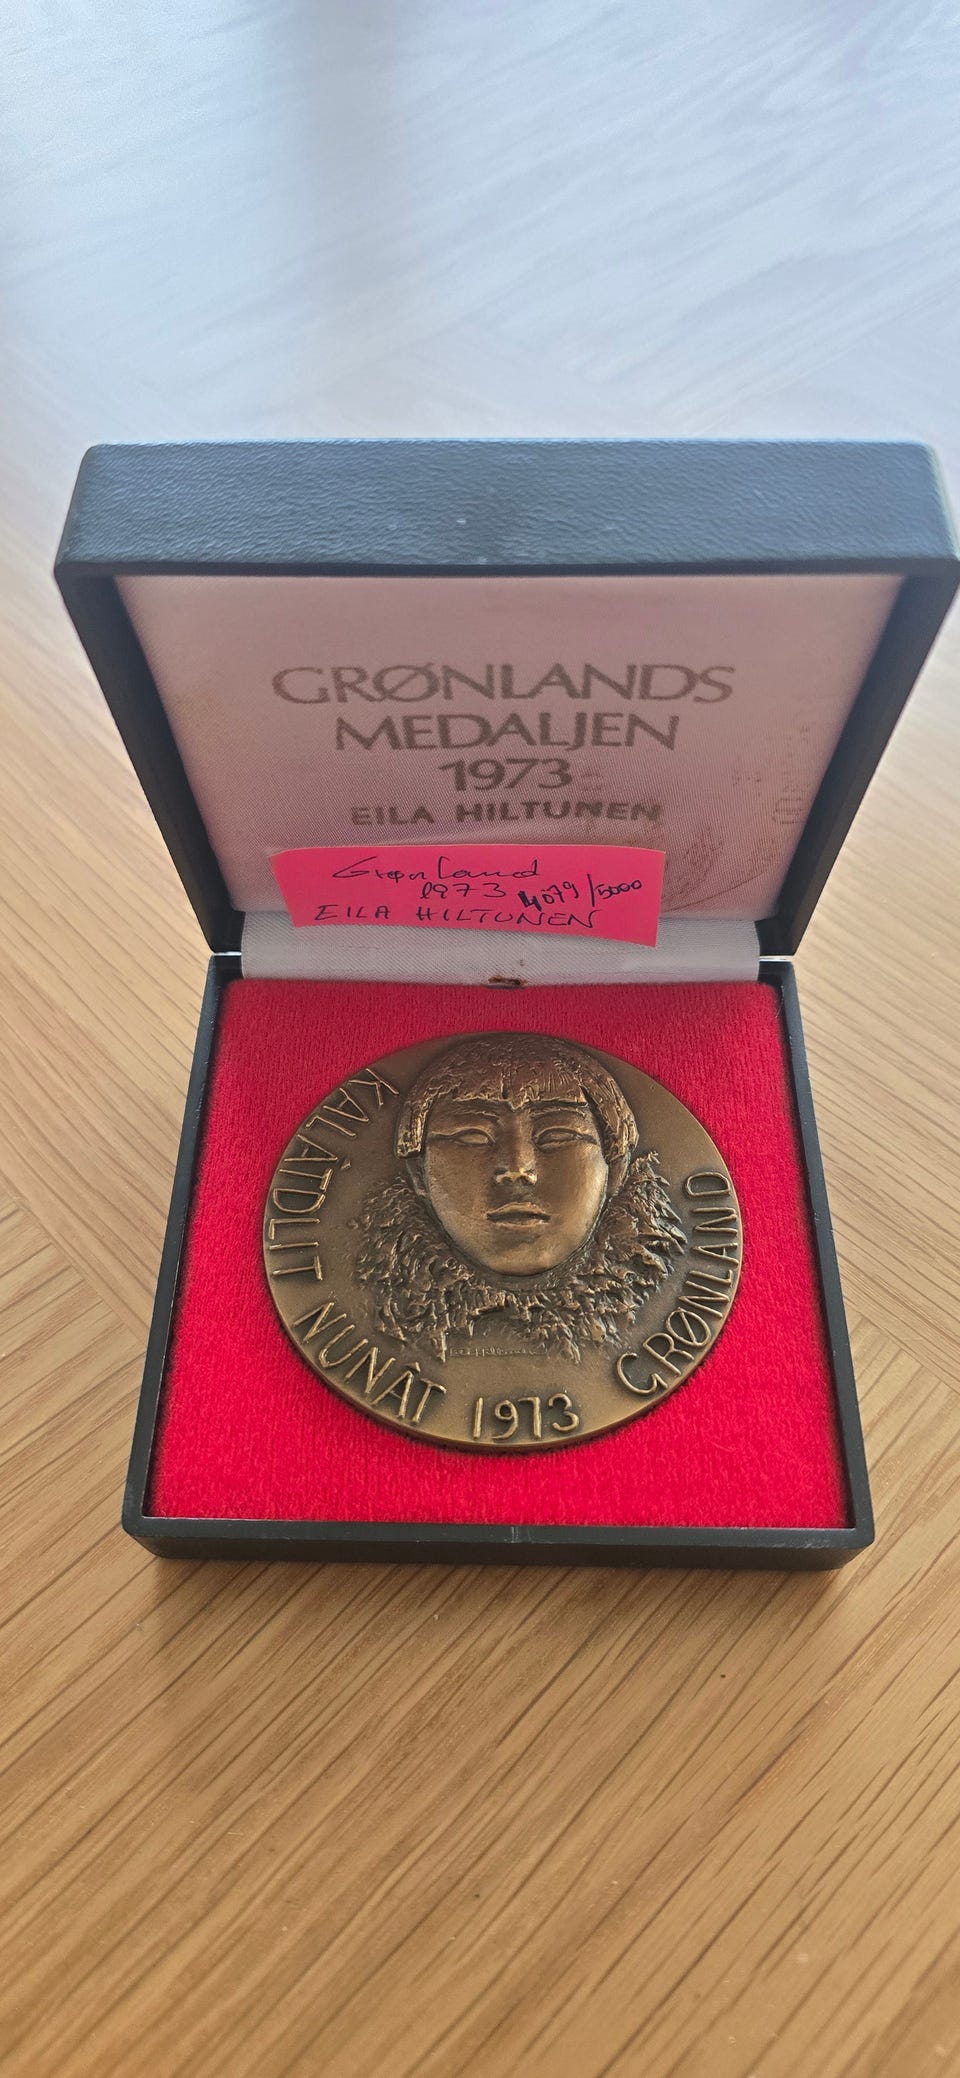 GRØNLANDS
MEDALJEN
1973
EILA HILTUNEN
Grønland
1973 4079/5000
EILA HILTUNEN
KALÂTDLIT NUNÂT 1973 GRØNLAND